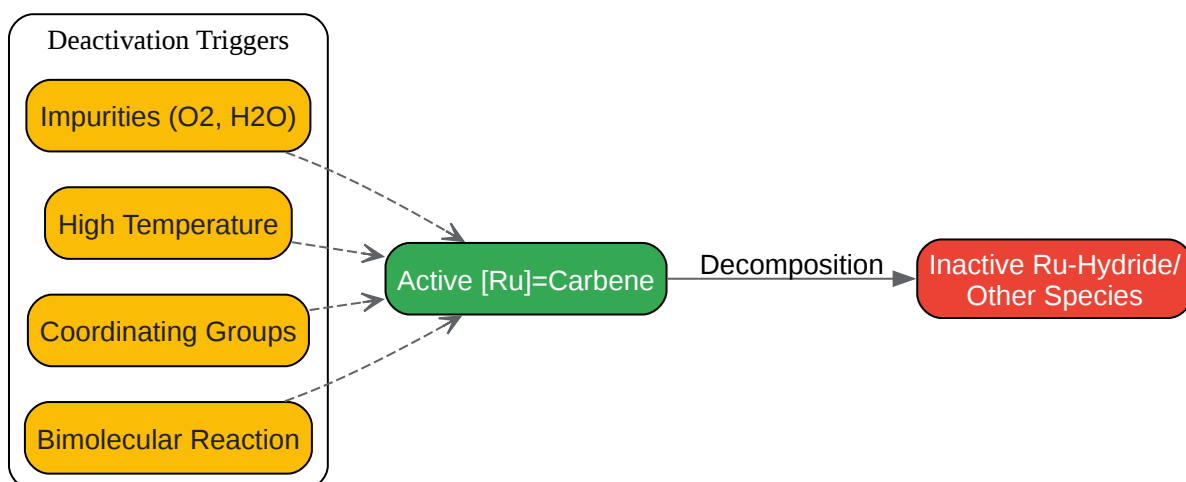 Deactivation Triggers
Impurities (O2, H2O)
High Temperature
Coordinating Groups
Bimolecular Reaction
Active [Ru]=Carbene
Decomposition
Inactive Ru-Hydride/
Other Species